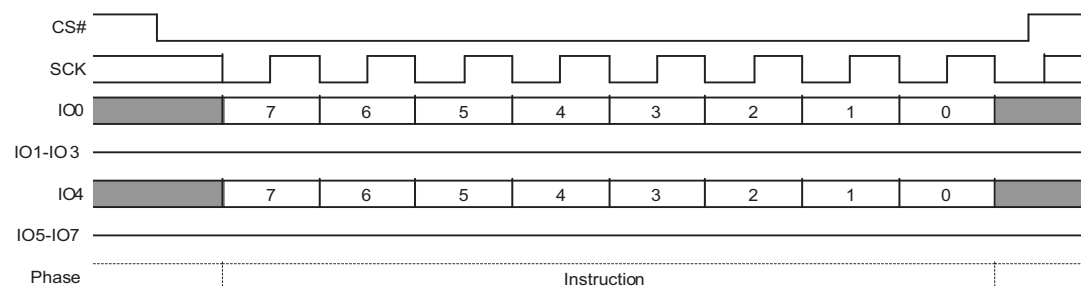 CS#
SCK
IO0 7 6 5 4 3 2 1 0
IO1-IO3
IO4 7 6 5 4 3 2 1 0
IO5-IO7
Phase Instruction